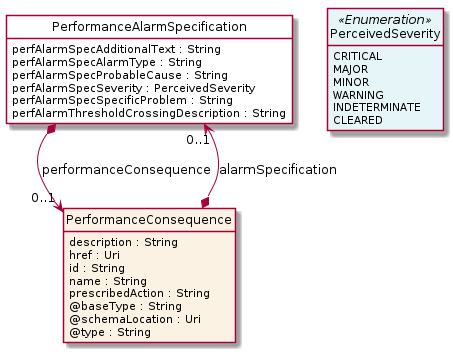 PerformanceAlarmSpecification
perfAlarmSpecAdditionalText : String
perfAlarmSpecAlarmType : String
perfAlarmSpecProbableCause : String
perfAlarmSpecSeverity : PerceivedSeverity
perfAlarmSpecSpecificProblem : String
perfAlarmThresholdCrossingDescription : String
«Enumeration»
PerceivedSeverity
CRITICAL
MAJOR
MINOR
WARNING
INDETERMINATE
CLEARED
0..1
performanceConsequence
alarmSpecification
0..1
PerformanceConsequence
description : String
href : Uri
id : String
name : String
prescribedAction : String
@baseType : String
@schemaLocation : Uri
@type : String